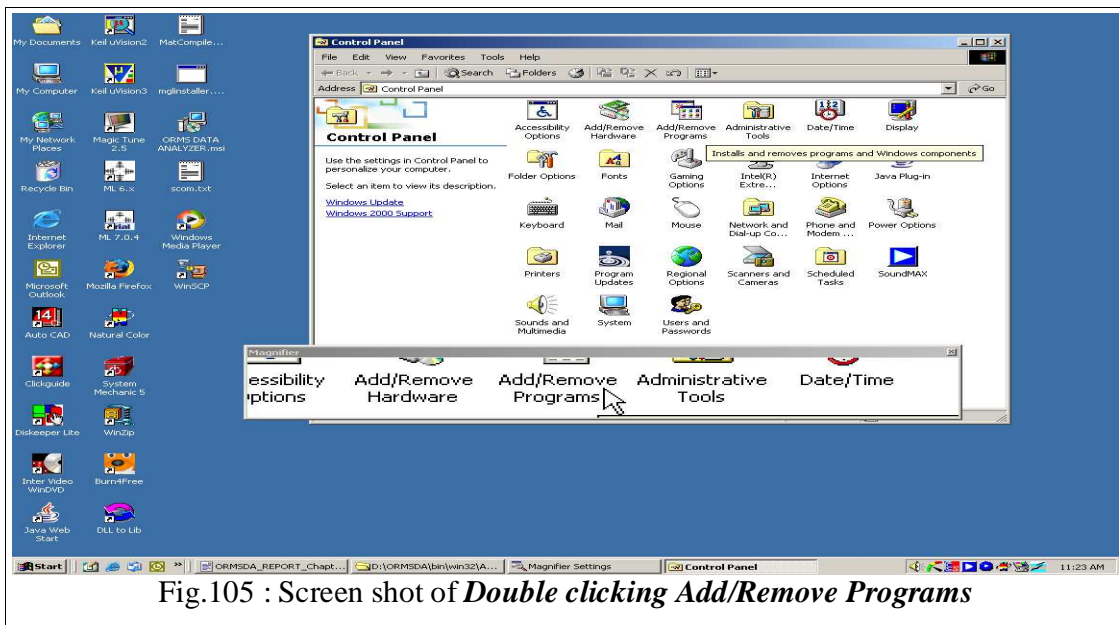 My Documents
Keil uVision2
MatCompile...
My Computer
Keil uVision3
mglinstaller....
My Network
Places
Magic Tune
2.5
ORMS DATA
ANALYZER.msi
Recycle Bin
ML 6.x
scom.txt
Internet
Explorer
ML 7.0.4
Windows
Media Player
Microsoft
Outlook
Mozilla Firefox
WinSCP
Auto CAD
Natural Color
Clickguide
System
Mechanic 5
Diskeeper Lite
WinZip
Inter Video
WinDVD
Burn4Free
Java Web
Start
DLL to Lib
Control Panel
File Edit View Favorites Tools Help
Back Search Folders
Address Control Panel Go
Control Panel
Use the settings in Control Panel to
personalize your computer.
Select an item to view its description.
Windows Update
Windows 2000 Support
Accessibility
Options
Add/Remove
Hardware
Add/Remove
Programs
Administrative
Tools
Date/Time
Display
Installs and removes programs and Windows components
Folder Options
Fonts
Gaming
Options
Intel(R)
Extre...
Internet
Options
Java Plug-in
Keyboard
Mail
Mouse
Network and
Dial-up Co...
Phone and
Modem ...
Power Options
Printers
Program
Updates
Regional
Options
Scanners and
Cameras
Scheduled
Tasks
SoundMAX
Sounds and
Multimedia
System
Users and
Passwords
Magnifier
essibility
ptions
Add/Remove
Hardware
Add/Remove
Programs
Administrative
Tools
Date/Time
Start
ORMSDA_REPORT_Chapt...
D:\ORMSDA\bin\win32\A...
Magnifier Settings
Control Panel
11:23 AM
Fig.105 : Screen shot of Double clicking Add/Remove Programs